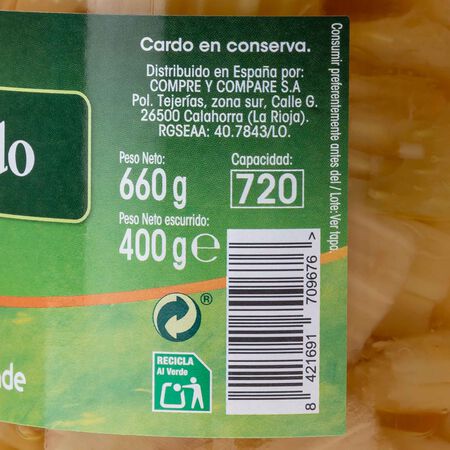 Cardo en conserva.
Distribuido en España por:
COMPRE Y COMPARE S.A
Pol. Tejerías, zona sur, Calle G.
26500 Calahorra (La Rioja).
RGSEAA: 40.7843/LO.
Peso Neto:
660 g
Capacidad:
720
Peso Neto escurrido:
400 g e
®
RECICLA
Al Verde
8 421691 709676 >
Consumir preferentemente antes del / Lote: Ver tapa